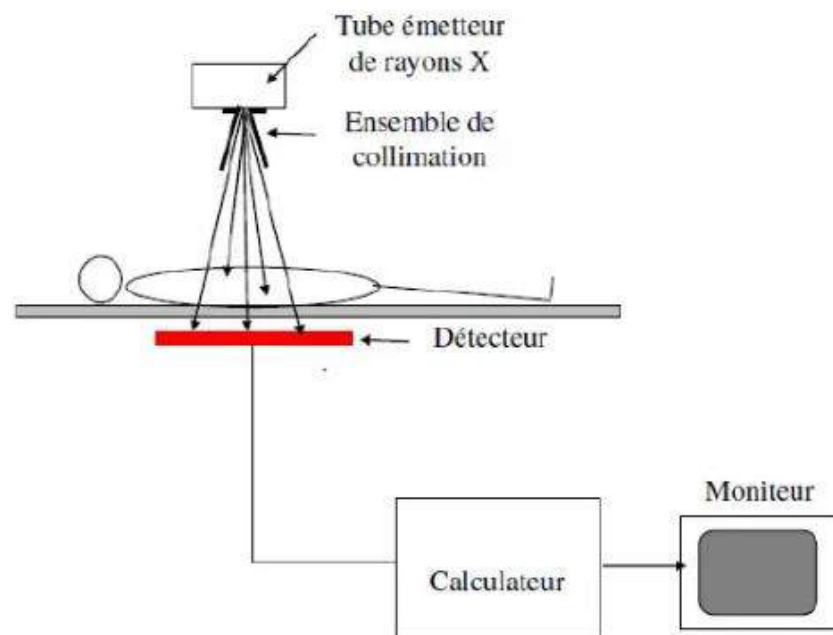 Tube émetteur
de rayons X
Ensemble de
collimation
Détecteur
Moniteur
Calculateur